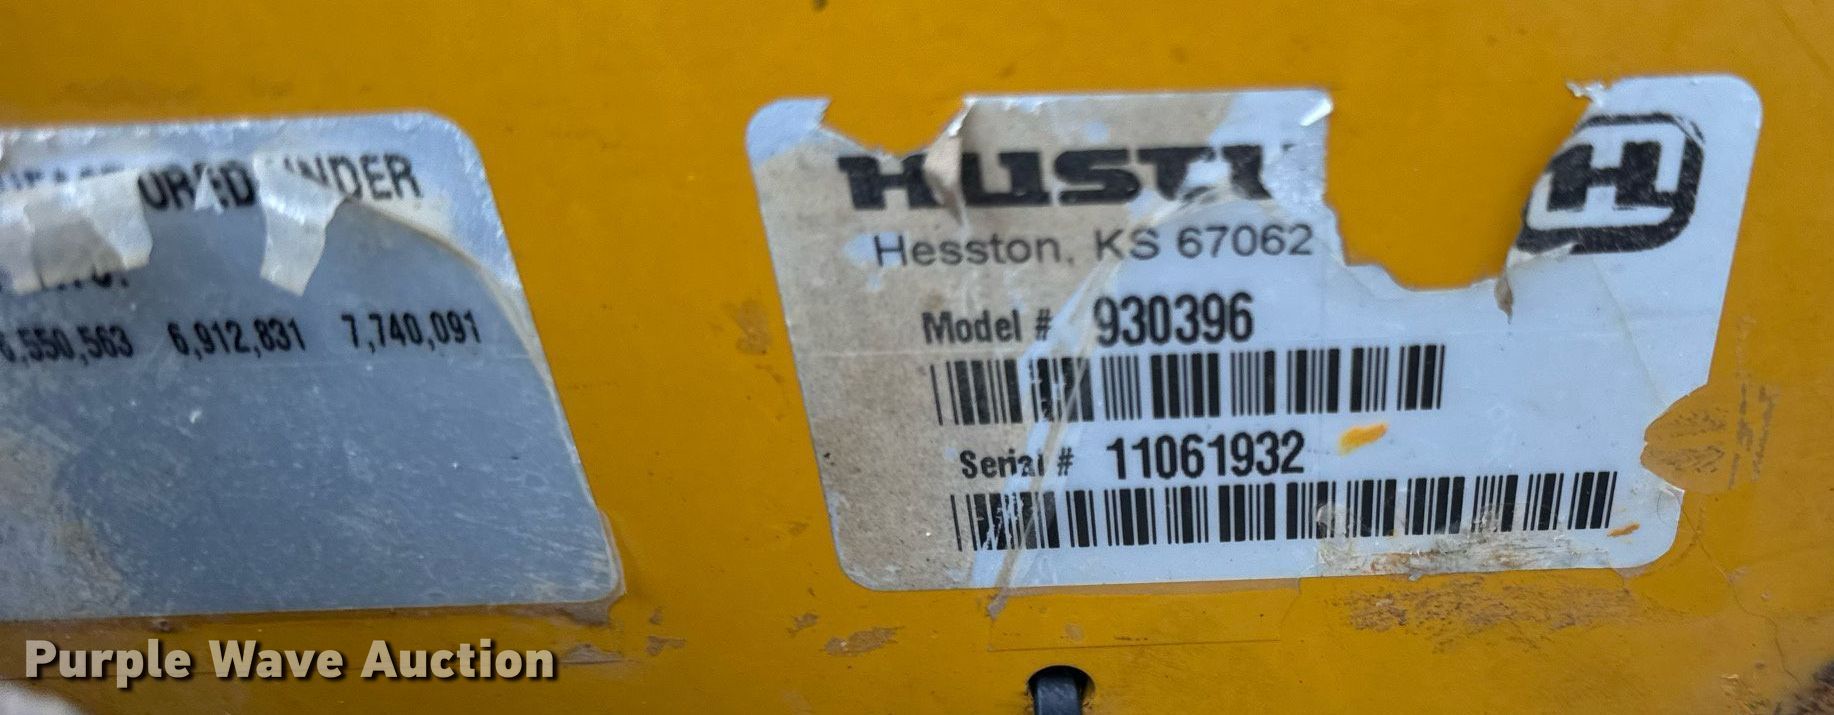 URED UNDER
6,550,563 6,912,831 7,740,091
HUSTL
H
Hesston, KS 67062
Model # 930396
Serial # 11061932
Purple Wave Auction